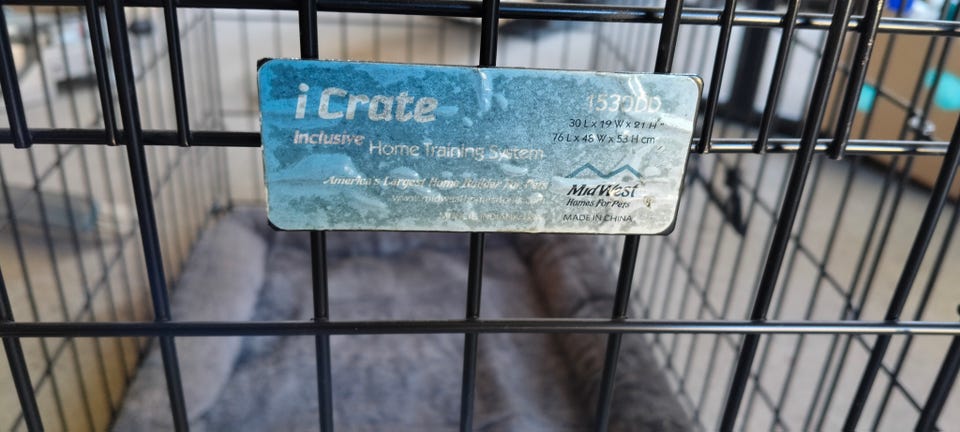 i Crate
Inclusive Home Training System
America's Largest Home Builder For Pets
1530DD
30 L x 19 W x 21 H"
76 L x 48 W x 53 H cm
MidWest®
Homes For Pets
MADE IN CHINA